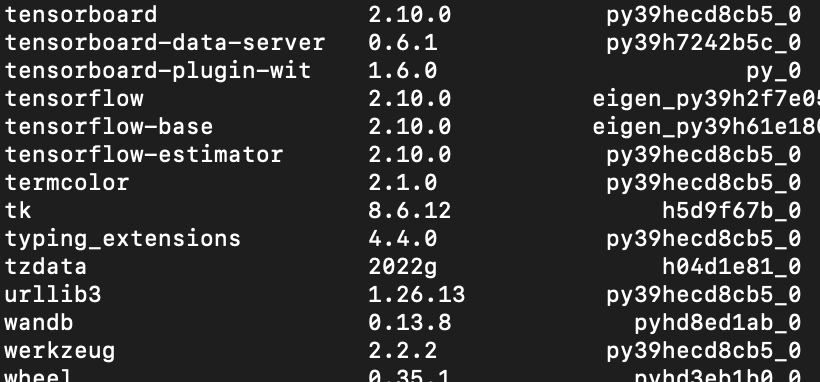 tensorboard 2.10.0 py39hecd8cb5_0
tensorboard-data-server 0.6.1 py39h7242b5c_0
tensorboard-plugin-wit 1.6.0 py_0
tensorflow 2.10.0 eigen_py39h2f7e05
tensorflow-base 2.10.0 eigen_py39h61e180
tensorflow-estimator 2.10.0 py39hecd8cb5_0
termcolor 2.1.0 py39hecd8cb5_0
tk 8.6.12 h5d9f67b_0
typing_extensions 4.4.0 py39hecd8cb5_0
tzdata 2022g h04d1e81_0
urllib3 1.26.13 py39hecd8cb5_0
wandb 0.13.8 pyhd8ed1ab_0
werkzeug 2.2.2 py39hecd8cb5_0
wheel 0.35.1 pyhd3eb1b0_0